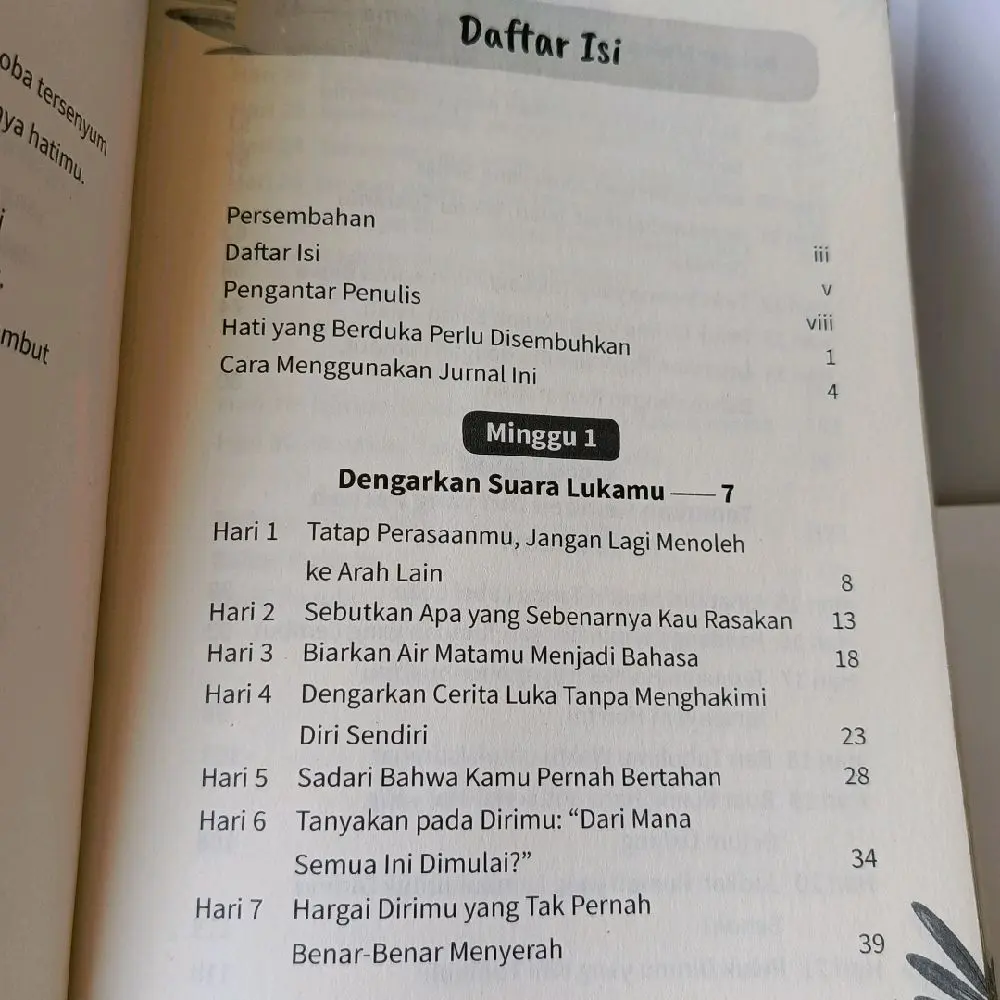 oba tersenyum
ya hatimu.
mbut
Daftar Isi
Persembahan iii
Daftar Isi v
Pengantar Penulis viii
Hati yang Berduka Perlu Disembuhkan 1
Cara Menggunakan Jurnal Ini 4
Minggu 1
Dengarkan Suara Lukamu — 7
Hari 1 Tatap Perasaanmu, Jangan Lagi Menoleh
ke Arah Lain 8
Hari 2 Sebutkan Apa yang Sebenarnya Kau Rasakan 13
Hari 3 Biarkan Air Matamu Menjadi Bahasa 18
Hari 4 Dengarkan Cerita Luka Tanpa Menghakimi
Diri Sendiri 23
Hari 5 Sadari Bahwa Kamu Pernah Bertahan 28
Hari 6 Tanyakan pada Dirimu: “Dari Mana
Semua Ini Dimulai?” 34
Hari 7 Hargai Dirimu yang Tak Pernah
Benar-Benar Menyerah 39